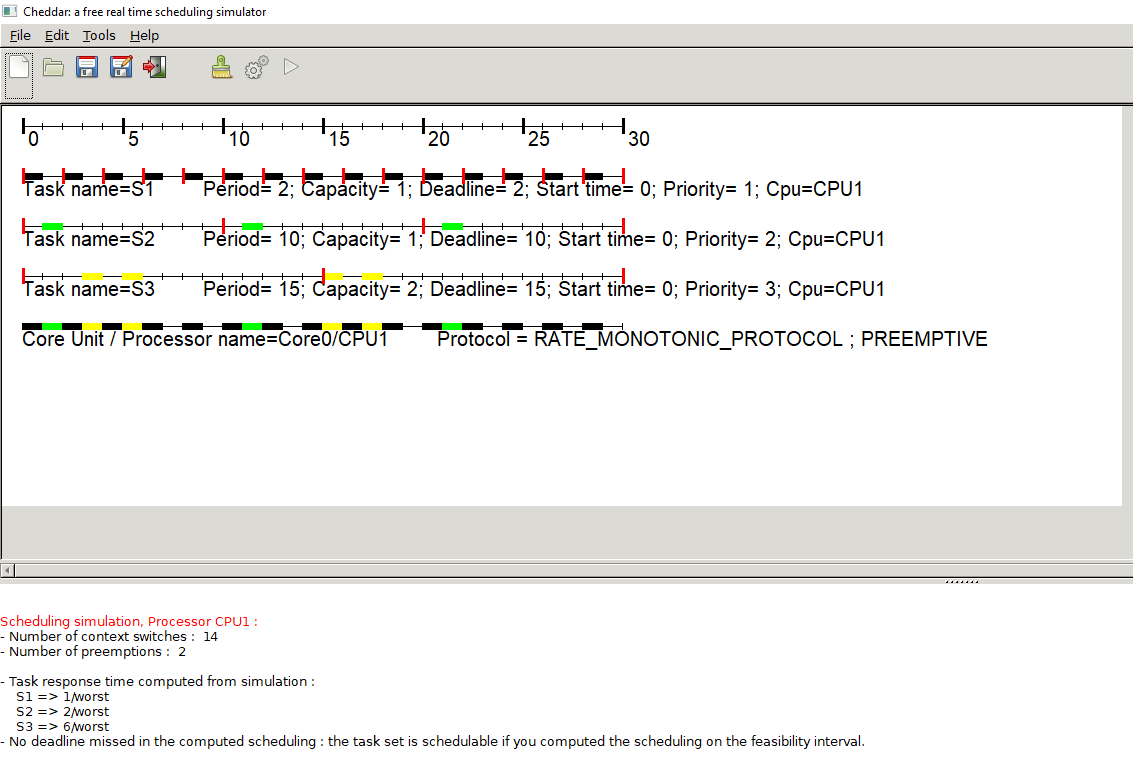 Cheddar: a free real time scheduling simulator
File Edit Tools Help
0 5 10 15 20 25 30
Task name=S1 Period= 2; Capacity= 1; Deadline= 2; Start time= 0; Priority= 1; Cpu=CPU1
Task name=S2 Period= 10; Capacity= 1; Deadline= 10; Start time= 0; Priority= 2; Cpu=CPU1
Task name=S3 Period= 15; Capacity= 2; Deadline= 15; Start time= 0; Priority= 3; Cpu=CPU1
Core Unit / Processor name=Core0/CPU1 Protocol = RATE_MONOTONIC_PROTOCOL ; PREEMPTIVE
Scheduling simulation, Processor CPU1 :
- Number of context switches : 14
- Number of preemptions : 2
- Task response time computed from simulation :
S1 => 1/worst
S2 => 2/worst
S3 => 6/worst
- No deadline missed in the computed scheduling : the task set is schedulable if you computed the scheduling on the feasibility interval.